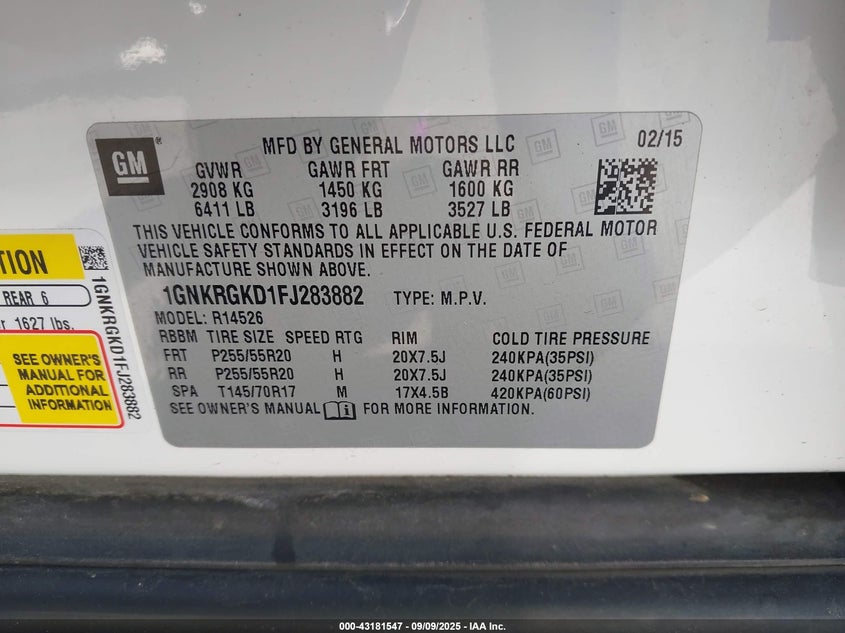 GM
®
MFD BY GENERAL MOTORS LLC 02/15
GVWR GAWR FRT GAWR RR
2908 KG 1450 KG 1600 KG
6411 LB 3196 LB 3527 LB
THIS VEHICLE CONFORMS TO ALL APPLICABLE U.S. FEDERAL MOTOR
VEHICLE SAFETY STANDARDS IN EFFECT ON THE DATE OF
MANUFACTURE SHOWN ABOVE.
1GNKRGKD1FJ283882 TYPE: M.P.V.
MODEL: R14526
RBBM TIRE SIZE SPEED RTG RIM COLD TIRE PRESSURE
FRT P255/55R20 H 20X7.5J 240KPA(35PSI)
RR P255/55R20 H 20X7.5J 240KPA(35PSI)
SPA T145/70R17 M 17X4.5B 420KPA(60PSI)
SEE OWNER'S MANUAL FOR MORE INFORMATION.
REAR 6
1627 lbs.
SEE OWNER'S
MANUAL FOR
ADDITIONAL
INFORMATION
1GNKRGKD1FJ283882
000-43181547 - 09/09/2025 - IAA Inc.